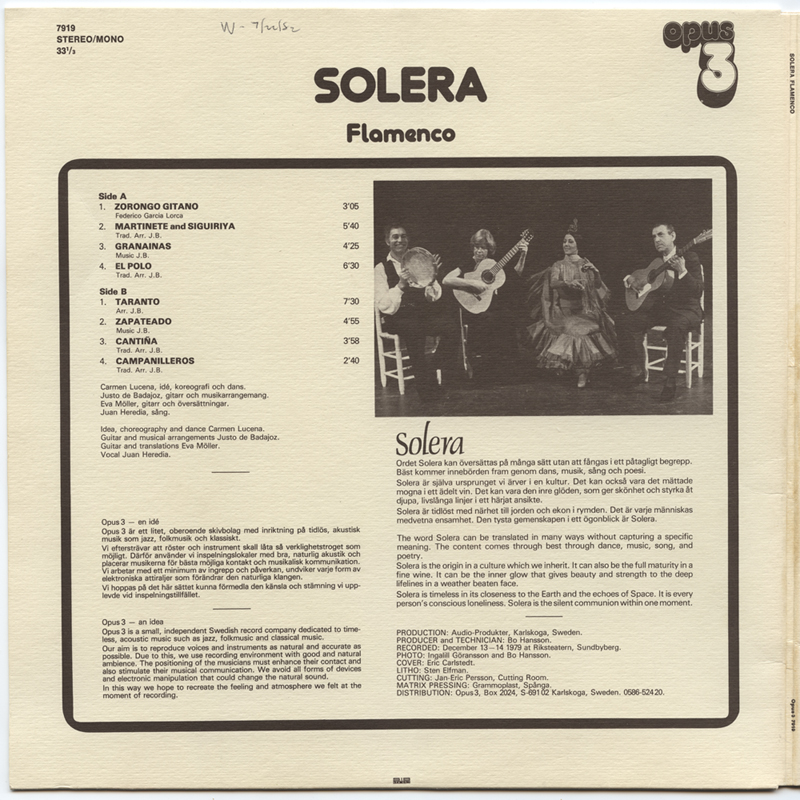 7919
STEREO/MONO
33 1/3
W - 7/22/82
opus
3
SOLERA
Flamenco
Side A
1. ZORONGO GITANO 3'05
Federico Garcia Lorca
2. MARTINETE and SIGUIRIYA 5'40
Trad. Arr. J.B.
3. GRANAINAS 4'25
Music J.B.
4. EL POLO 6'30
Trad. Arr. J.B.
Side B
1. TARANTO 7'30
Arr. J.B.
2. ZAPATEADO 4'55
Music J.B.
3. CANTIÑA 3'58
Trad. Arr. J.B.
4. CAMPANILLEROS 2'40
Trad. Arr. J.B.
Carmen Lucena, idé, koreografi och dans.
Justo de Badajoz, gitarr och musikarrangemang.
Eva Möller, gitarr och översättningar.
Juan Heredia, sång.
Idea, choreography and dance Carmen Lucena.
Guitar and musical arrangements Justo de Badajoz.
Guitar and translations Eva Möller.
Vocal Juan Heredia.
Opus 3 — en idé
Opus 3 är ett litet, oberoende skivbolag med inriktning på tidlös, akustisk
musik som jazz, folkmusik och klassiskt.
Vi eftersträvar att röster och instrument skall låta så verklighetstroget som
möjligt. Därför använder vi inspelningslokaler med bra, naturlig akustik och
placerar musikerna för bästa möjliga kontakt och musikalisk kommunikation.
Vi arbetar med ett minimum av ingrepp och påverkan, undviker varje form av
elektroniska attiraljer som förändrar den naturliga klangen.
Vi hoppas på det här sättet kunna förmedla den känsla och stämning vi upp-
levde vid inspelningstillfället.
Opus 3 — an idea
Opus 3 is a small, independent Swedish record company dedicated to time-
less, acoustic music such as jazz, folkmusic and classical music.
Our aim is to reproduce voices and instruments as natural and accurate as
possible. Due to this, we use recording environment with good and natural
ambience. The positioning of the musicians must enhance their contact and
also stimulate their musical communication. We avoid all forms of devices
and electronic manipulation that could change the natural sound.
In this way we hope to recreate the feeling and atmosphere we felt at the
moment of recording.
Solera
Ordet Solera kan översättas på många sätt utan att fångas i ett påtagligt begrepp.
Bäst kommer innebörden fram genom dans, musik, sång och poesi.
Solera är själva ursprunget vi ärver i en kultur. Det kan också vara det mättade
mogna i ett ädelt vin. Det kan vara den inre glöden, som ger skönhet och styrka åt
djupa, livslånga linjer i ett härjat ansikte.
Solera är tidlöst med närhet till jorden och ekon i rymden. Det är varje människas
medvetna ensamhet. Den tysta gemenskapen i ett ögonblick är Solera.
The word Solera can be translated in many ways without capturing a specific
meaning. The content comes through best through dance, music, song, and
poetry.
Solera is the origin in a culture which we inherit. It can also be the full maturity in a
fine wine. It can be the inner glow that gives beauty and strength to the deep
lifelines in a weather beaten face.
Solera is timeless in its closeness to the Earth and the echoes of Space. It is every
person's conscious loneliness. Solera is the silent communion within one moment.
PRODUCTION: Audio-Produkter, Karlskoga, Sweden.
PRODUCER and TECHNICIAN: Bo Hansson.
RECORDED: December 13—14 1979 at Riksteatern, Sundbyberg.
PHOTO: Ingalill Göransson and Bo Hansson.
COVER: Eric Carlstedt.
LITHO: Sten Elfman.
CUTTING: Jan-Eric Persson, Cutting Room.
MATRIX PRESSING: Grammoplast, Spånga.
DISTRIBUTION: Opus 3, Box 2024, S-691 02 Karlskoga, Sweden. 0586-524 20.
SOLERA FLAMENCO
Opus 3 7919